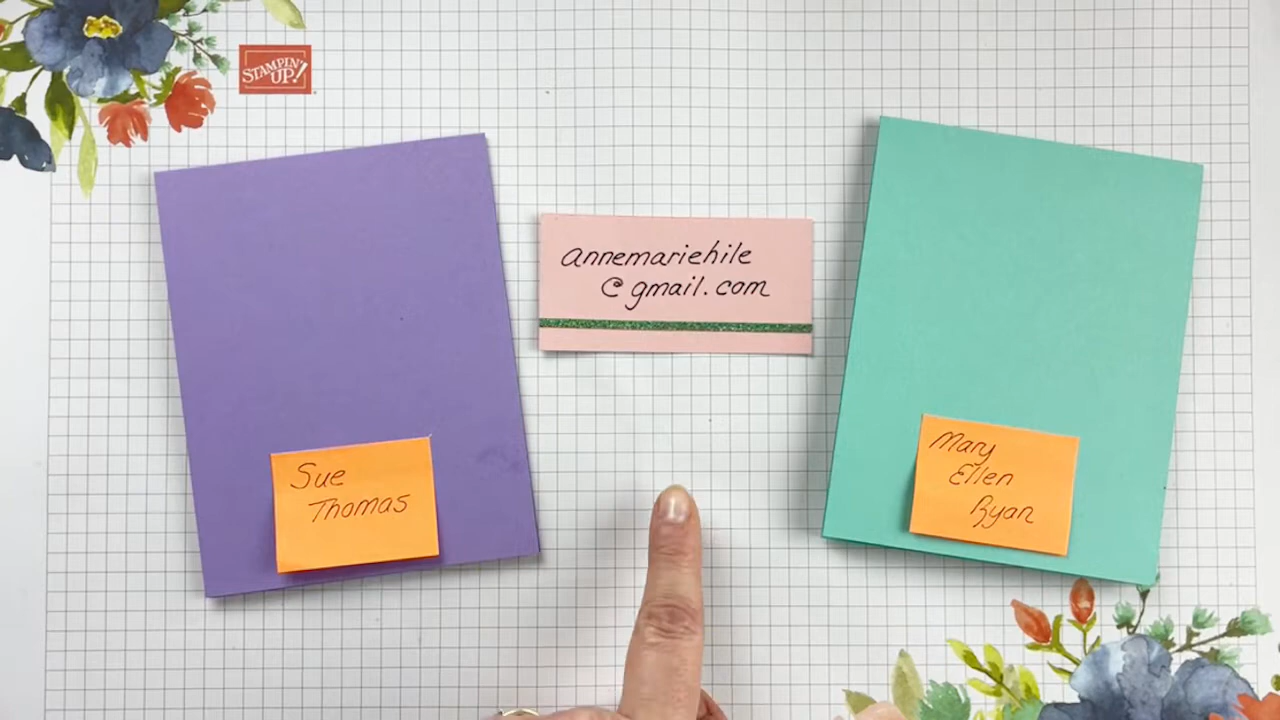 STAMPIN'
UP!
annemariehile
@gmail.com
Sue
Thomas
Mary
Ellen
Ryan